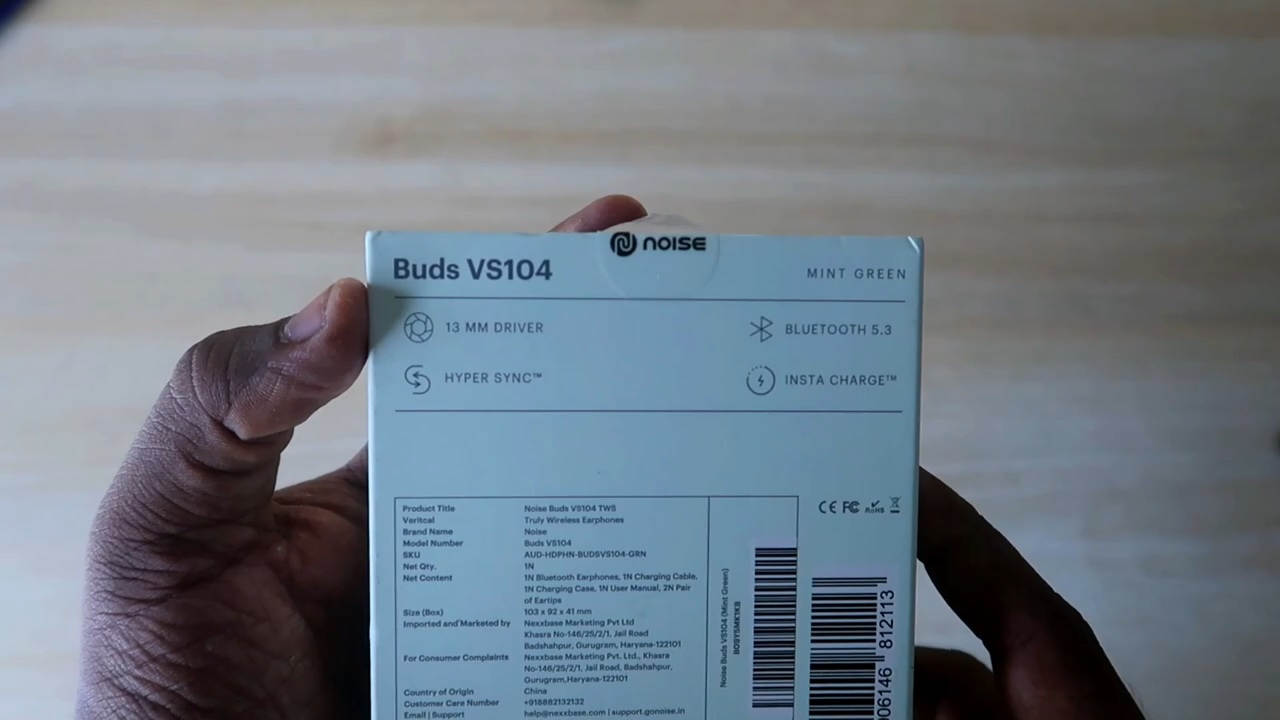 NOISE
Buds VS104
MINT GREEN
13 MM DRIVER
BLUETOOTH 5.3
HYPER SYNC™
INSTA CHARGE™
Product Title Noise Buds VS104 TWS
Veritcal Truly Wireless Earphones
Brand Name Noise
Model Number Buds VS104
SKU AUD-HDPHN-BUDSVS104-GRN
Net Qty. 1N
Net Content 1N Bluetooth Earphones, 1N Charging Cable,
1N Charging Case, 1N User Manual, 2N Pair
of Eartips
Size (Box) 103 x 92 x 41 mm
Imported and Marketed by Nexxbase Marketing Pvt Ltd
Khasra No-146/25/2/1, Jail Road
Badshahpur, Gurugram, Haryana-122101
For Consumer Complaints Nexxbase Marketing Pvt. Ltd., Khasra
No-146/25/2/1, Jail Road, Badshahpur,
Gurugram,Haryana-122101
Country of Origin China
Customer Care Number +918882132132
Email | Support help@nexxbase.com | support.gonoise.in
Noise Buds VS104 (Mint Green)
B09Y5MK1KB
CE FC RoHS
06146 812113